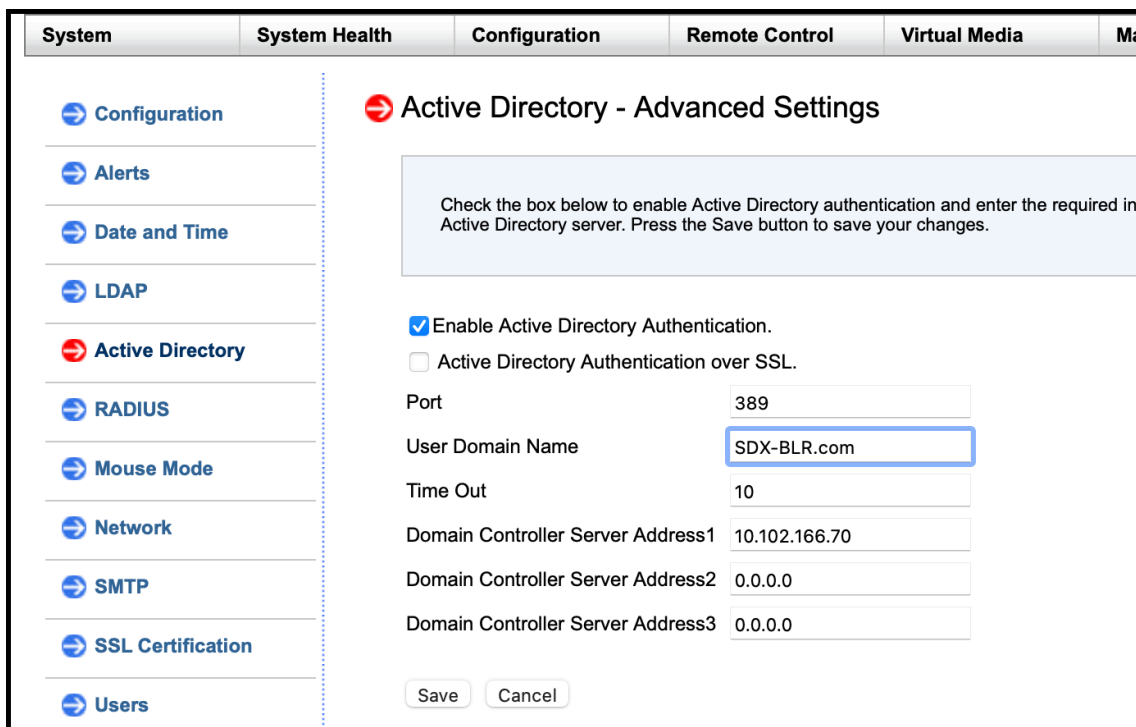 System System Health Configuration Remote Control Virtual Media
Configuration
Alerts
Date and Time
LDAP
Active Directory
RADIUS
Mouse Mode
Network
SMTP
SSL Certification
Users
Active Directory - Advanced Settings
Check the box below to enable Active Directory authentication and enter the required in
Active Directory server. Press the Save button to save your changes.
Enable Active Directory Authentication.
Active Directory Authentication over SSL.
Port 389
User Domain Name SDX-BLR.com
Time Out 10
Domain Controller Server Address1 10.102.166.70
Domain Controller Server Address2 0.0.0.0
Domain Controller Server Address3 0.0.0.0
Save Cancel